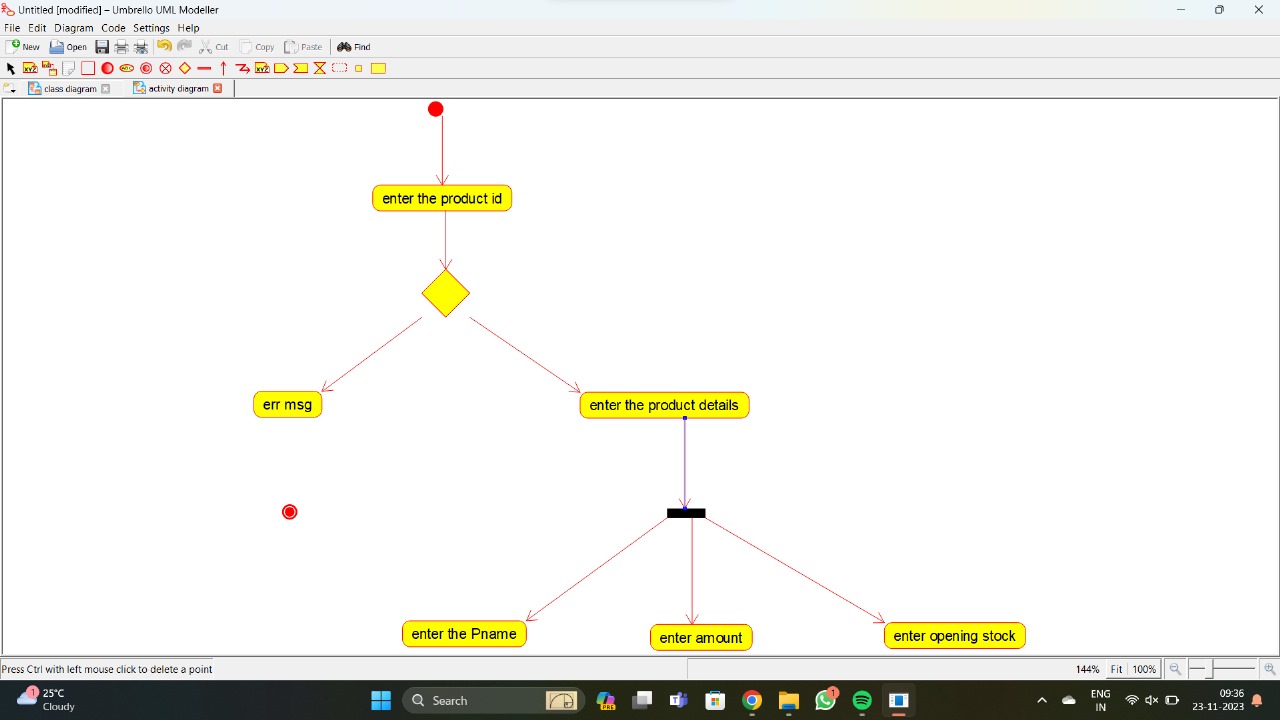 Untitled [modified] – Umbrello UML Modeller
File Edit Diagram Code Settings Help
New Open Cut Copy Paste Find
class diagram activity diagram
enter the product id
err msg
enter the product details
enter the Pname
enter amount
enter opening stock
Press Ctrl with left mouse click to delete a point
144% Fit 100%
1
25°C
Cloudy
Search
PRE
1
ENG
IN
09:36
23-11-2023